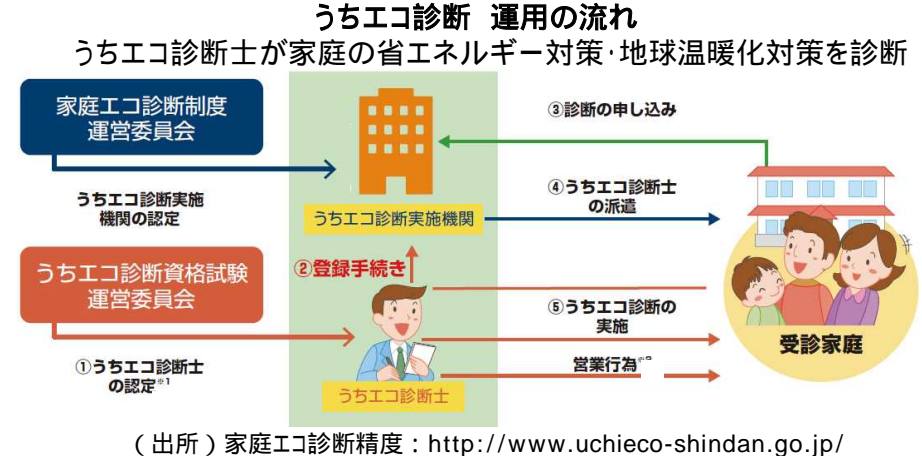 うちエコ診断 運用の流れ
うちエコ診断士が家庭の省エネルギー対策･地球温暖化対策を診断
家庭エコ診断制度
運営委員会
③診断の申し込み
うちエコ診断実施
機関の認定
うちエコ診断実施機関
④うちエコ診断士
の派遣
うちエコ診断資格試験
運営委員会
②登録手続き
⑤うちエコ診断の
実施
受診家庭
①うちエコ診断士
の認定※1
営業行為※2
うちエコ診断士
（出所）家庭エコ診断精度：http://www.uchieco-shindan.go.jp/